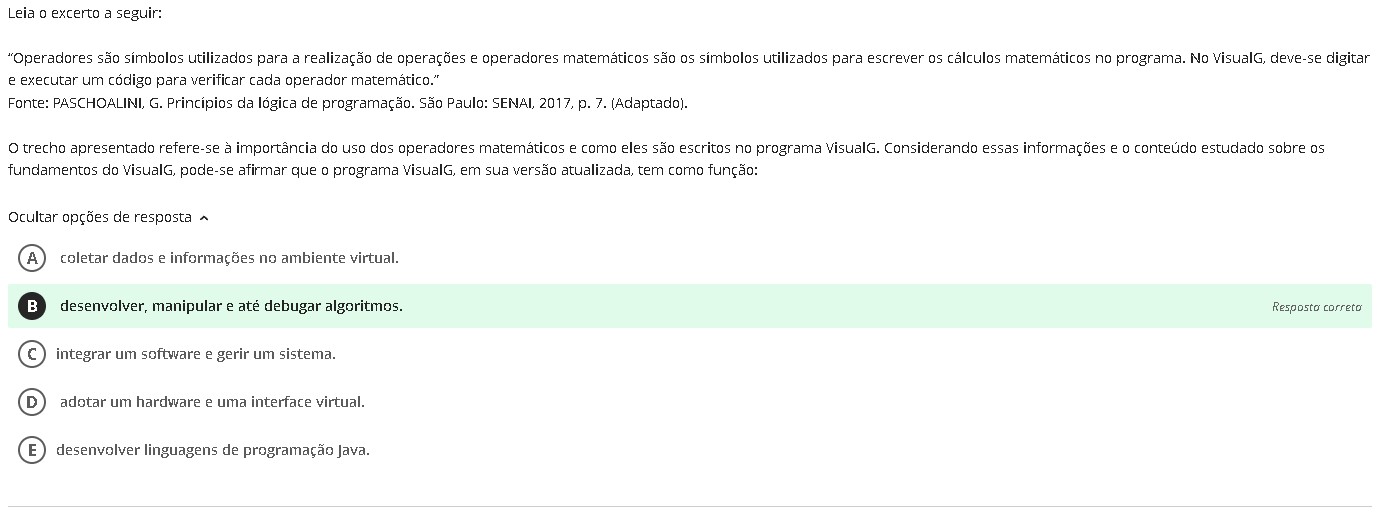 Leia o excerto a seguir:
“Operadores são símbolos utilizados para a realização de operações e operadores matemáticos são os símbolos utilizados para escrever os cálculos matemáticos no programa. No VisualG, deve-se digitar
e executar um código para verificar cada operador matemático.”
Fonte: PASCHOALINI, G. Princípios da lógica de programação. São Paulo: SENAI, 2017, p. 7. (Adaptado).
O trecho apresentado refere-se à importância do uso dos operadores matemáticos e como eles são escritos no programa VisualG. Considerando essas informações e o conteúdo estudado sobre os
fundamentos do VisualG, pode-se afirmar que o programa VisualG, em sua versão atualizada, tem como função:
Ocultar opções de resposta
A coletar dados e informações no ambiente virtual.
B desenvolver, manipular e até debugar algoritmos. Resposta correta
C integrar um software e gerir um sistema.
D adotar um hardware e uma interface virtual.
E desenvolver linguagens de programação Java.